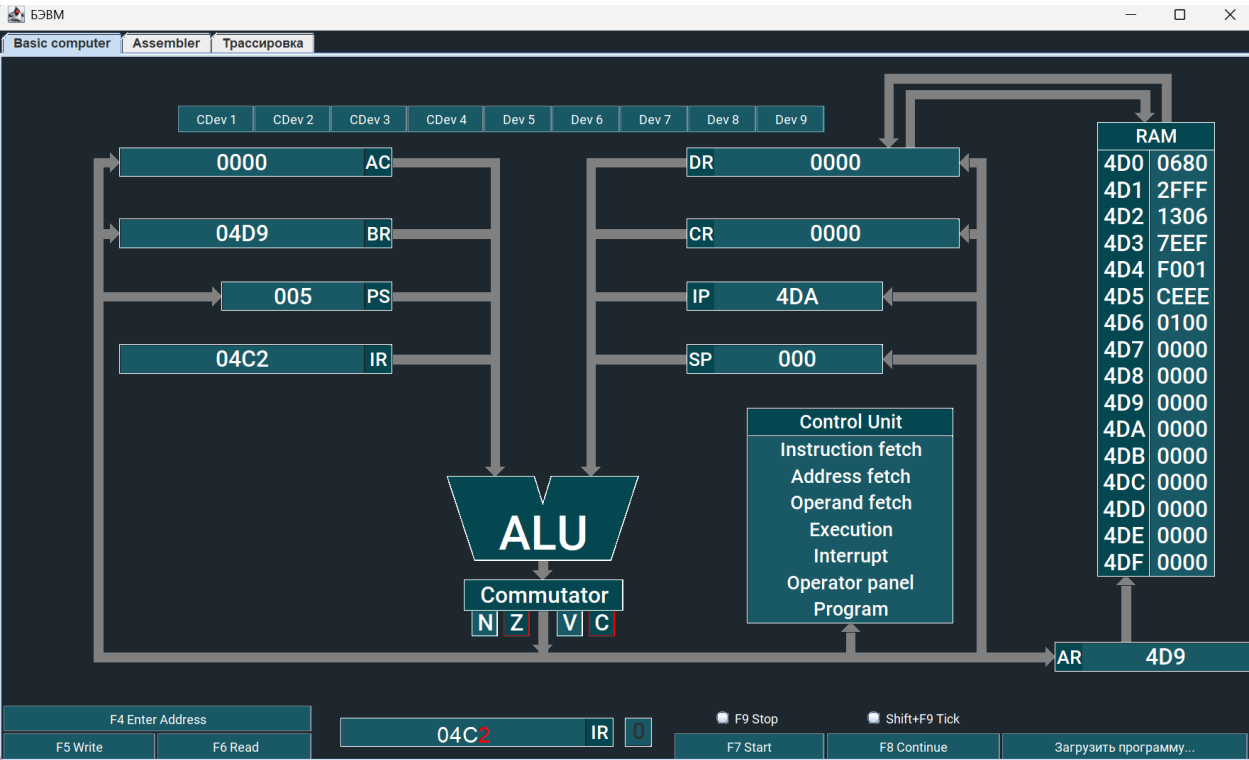 БЭВМ
Basic computer Assembler Трассировка
CDev 1 CDev 2 CDev 3 CDev 4 Dev 5 Dev 6 Dev 7 Dev 8 Dev 9
0000 AC
04D9 BR
005 PS
04C2 IR
DR 0000
CR 0000
IP 4DA
SP 000
ALU
Commutator
N Z V C
Control Unit
Instruction fetch
Address fetch
Operand fetch
Execution
Interrupt
Operator panel
Program
RAM
4D0 0680
4D1 2FFF
4D2 1306
4D3 7EEF
4D4 F001
4D5 CEEE
4D6 0100
4D7 0000
4D8 0000
4D9 0000
4DA 0000
4DB 0000
4DC 0000
4DD 0000
4DE 0000
4DF 0000
AR 4D9
F4 Enter Address
F5 Write F6 Read
04C2 IR 0
F9 Stop Shift+F9 Tick
F7 Start F8 Continue Загрузить программу...